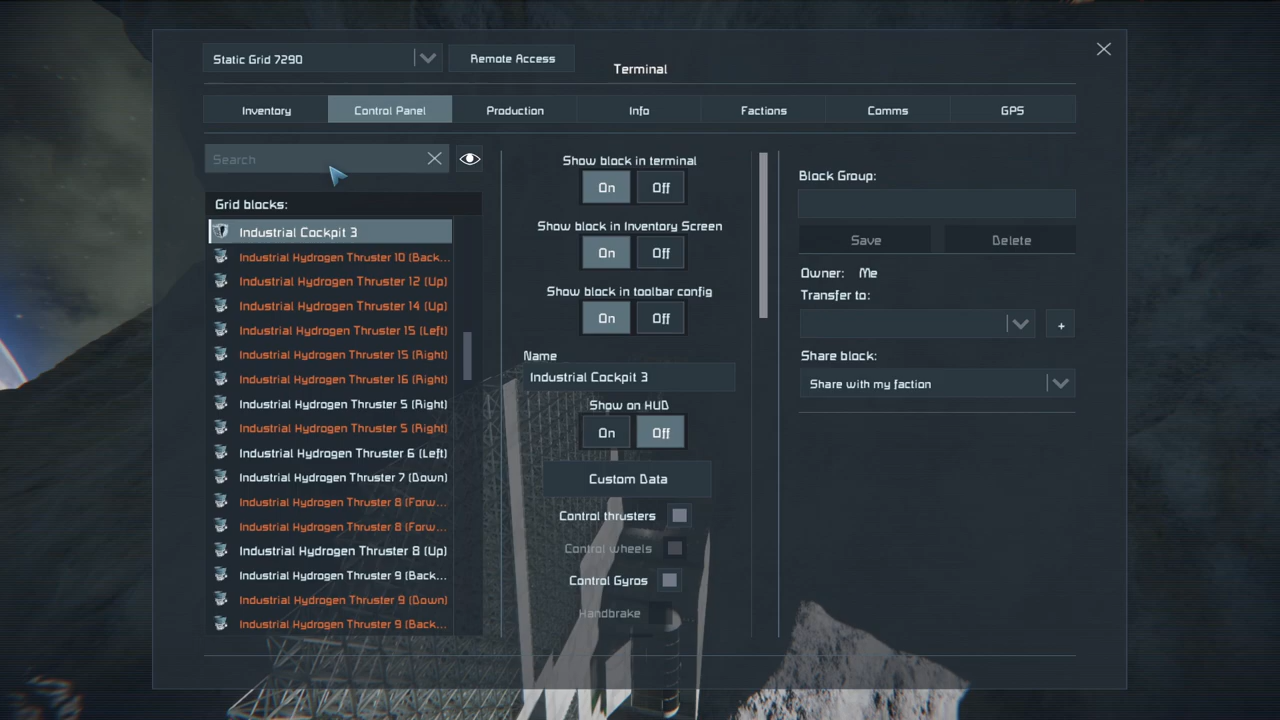 Static Grid 7290
Remote Access
Terminal
Inventory
Control Panel
Production
Info
Factions
Comms
GPS
Search
Grid blocks:
Industrial Cockpit 3
Industrial Hydrogen Thruster 10 (Back...
Industrial Hydrogen Thruster 12 (Up)
Industrial Hydrogen Thruster 14 (Up)
Industrial Hydrogen Thruster 15 (Left)
Industrial Hydrogen Thruster 15 (Right)
Industrial Hydrogen Thruster 16 (Right)
Industrial Hydrogen Thruster 5 (Right)
Industrial Hydrogen Thruster 5 (Right)
Industrial Hydrogen Thruster 6 (Left)
Industrial Hydrogen Thruster 7 (Down)
Industrial Hydrogen Thruster 8 (Forw...
Industrial Hydrogen Thruster 8 (Forw...
Industrial Hydrogen Thruster 8 (Up)
Industrial Hydrogen Thruster 9 (Back...
Industrial Hydrogen Thruster 9 (Down)
Industrial Hydrogen Thruster 9 (Back...
Show block in terminal
On Off
Show block in Inventory Screen
On Off
Show block in toolbar config
On Off
Name
Industrial Cockpit 3
Show on HUD
On Off
Custom Data
Control thrusters
Control wheels
Control Gyros
Handbrake
Block Group:
Save Delete
Owner: Me
Transfer to:
+
Share block:
Share with my faction